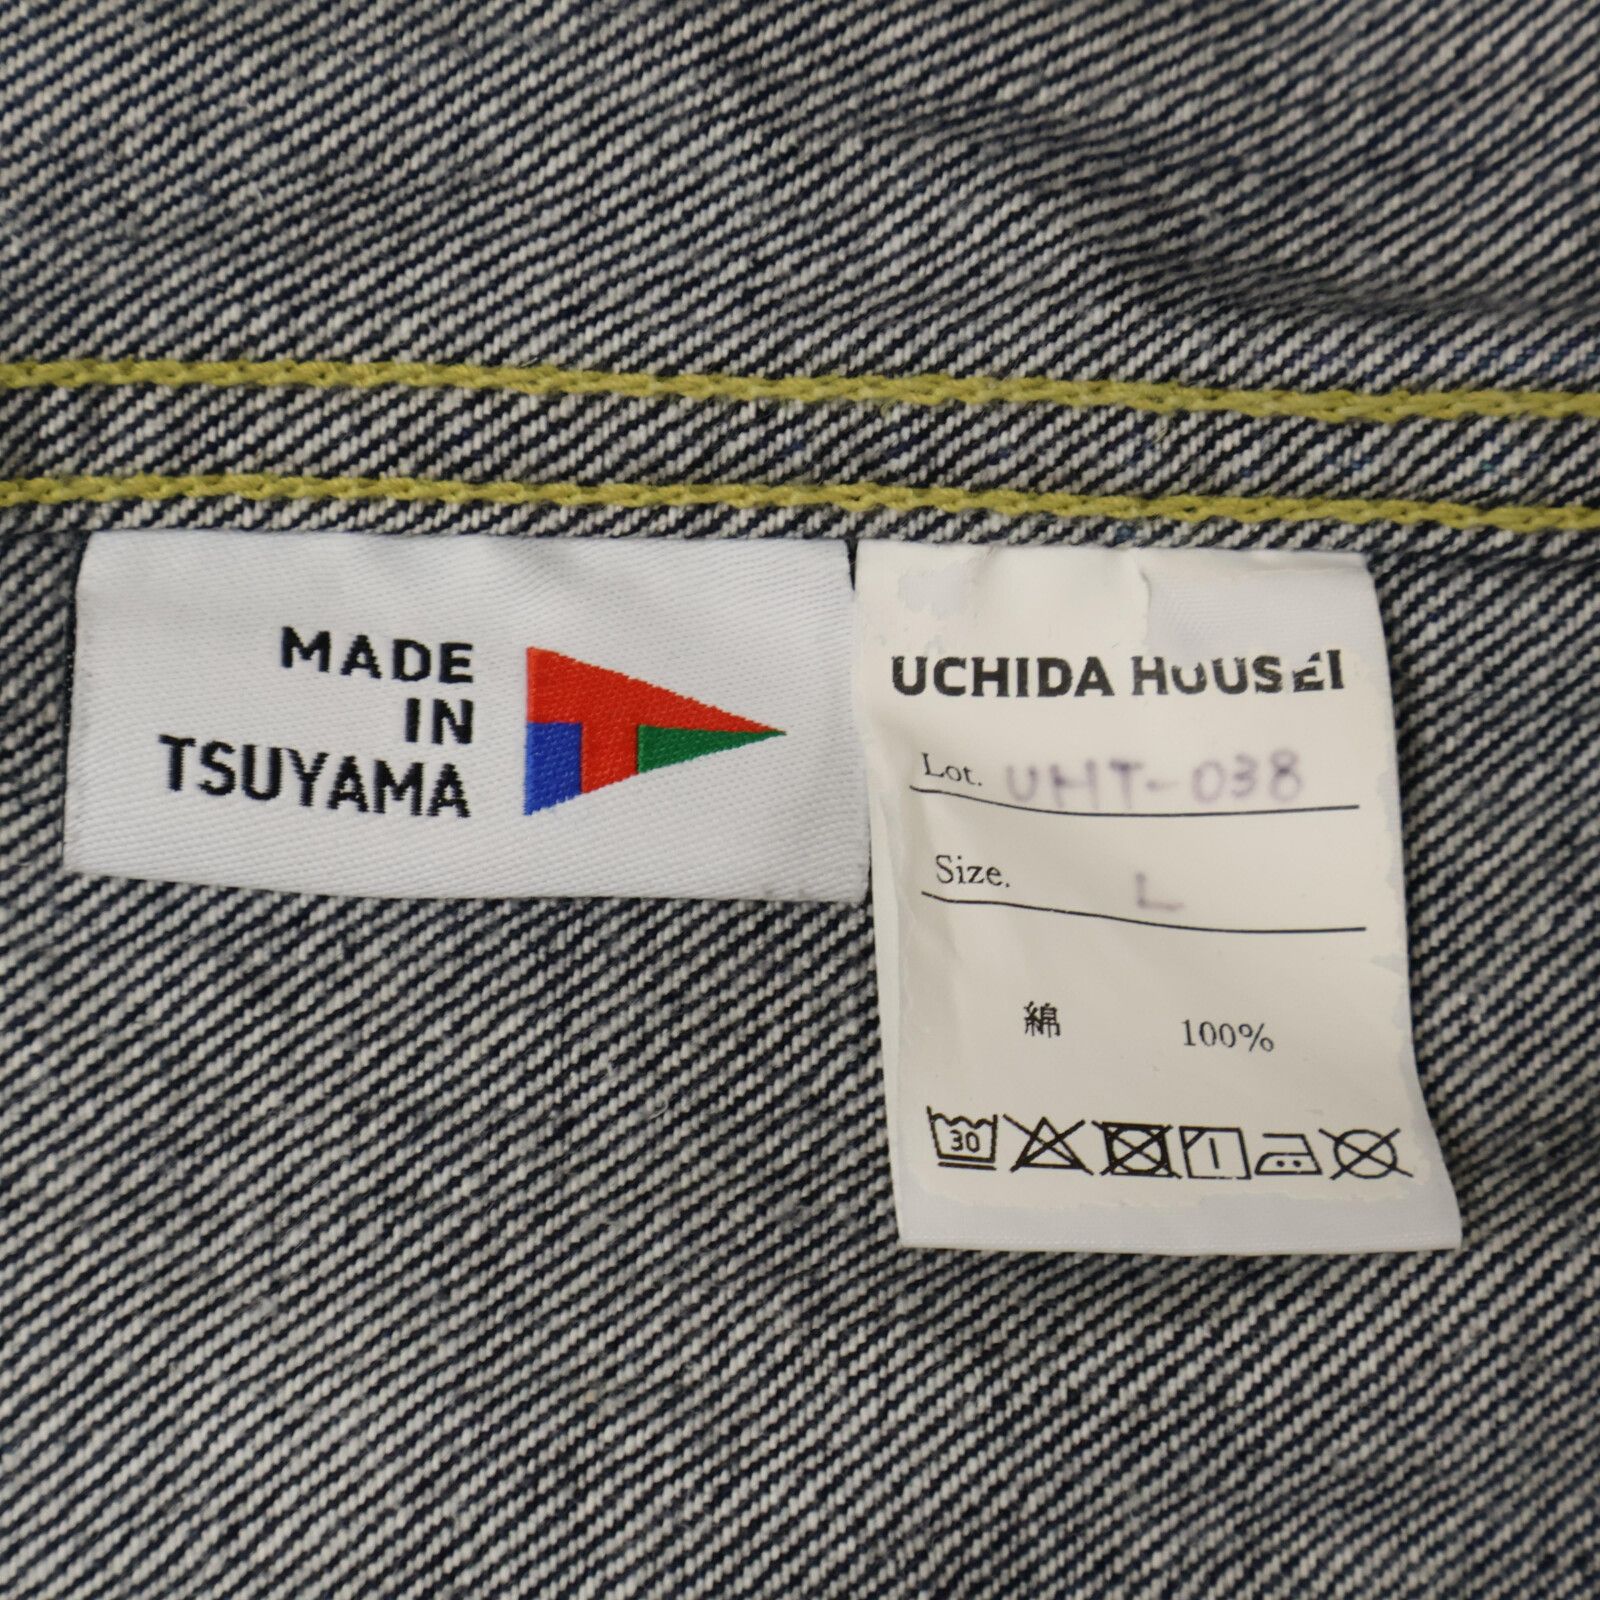 MADE
IN
TSUYAMA
UCHIDA HOUSEI
Lot. UHT-038
Size. L
綿 100%
30